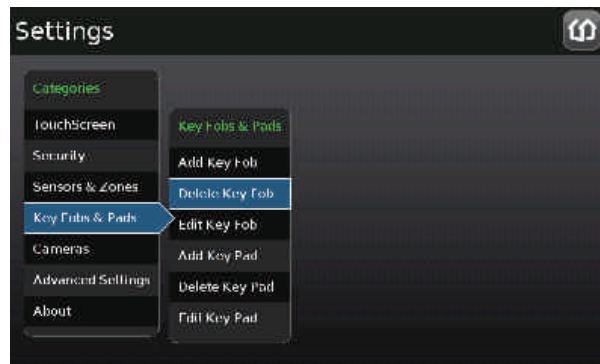 Settings
Categories
TouchScreen
Security
Sensors & Zones
Key Fobs & Pads
Cameras
Advanced Settings
About
Key Fobs & Pads
Add Key Fob
Delete Key Fob
Edit Key Fob
Add Key Pad
Delete Key Pad
Edit Key Pad